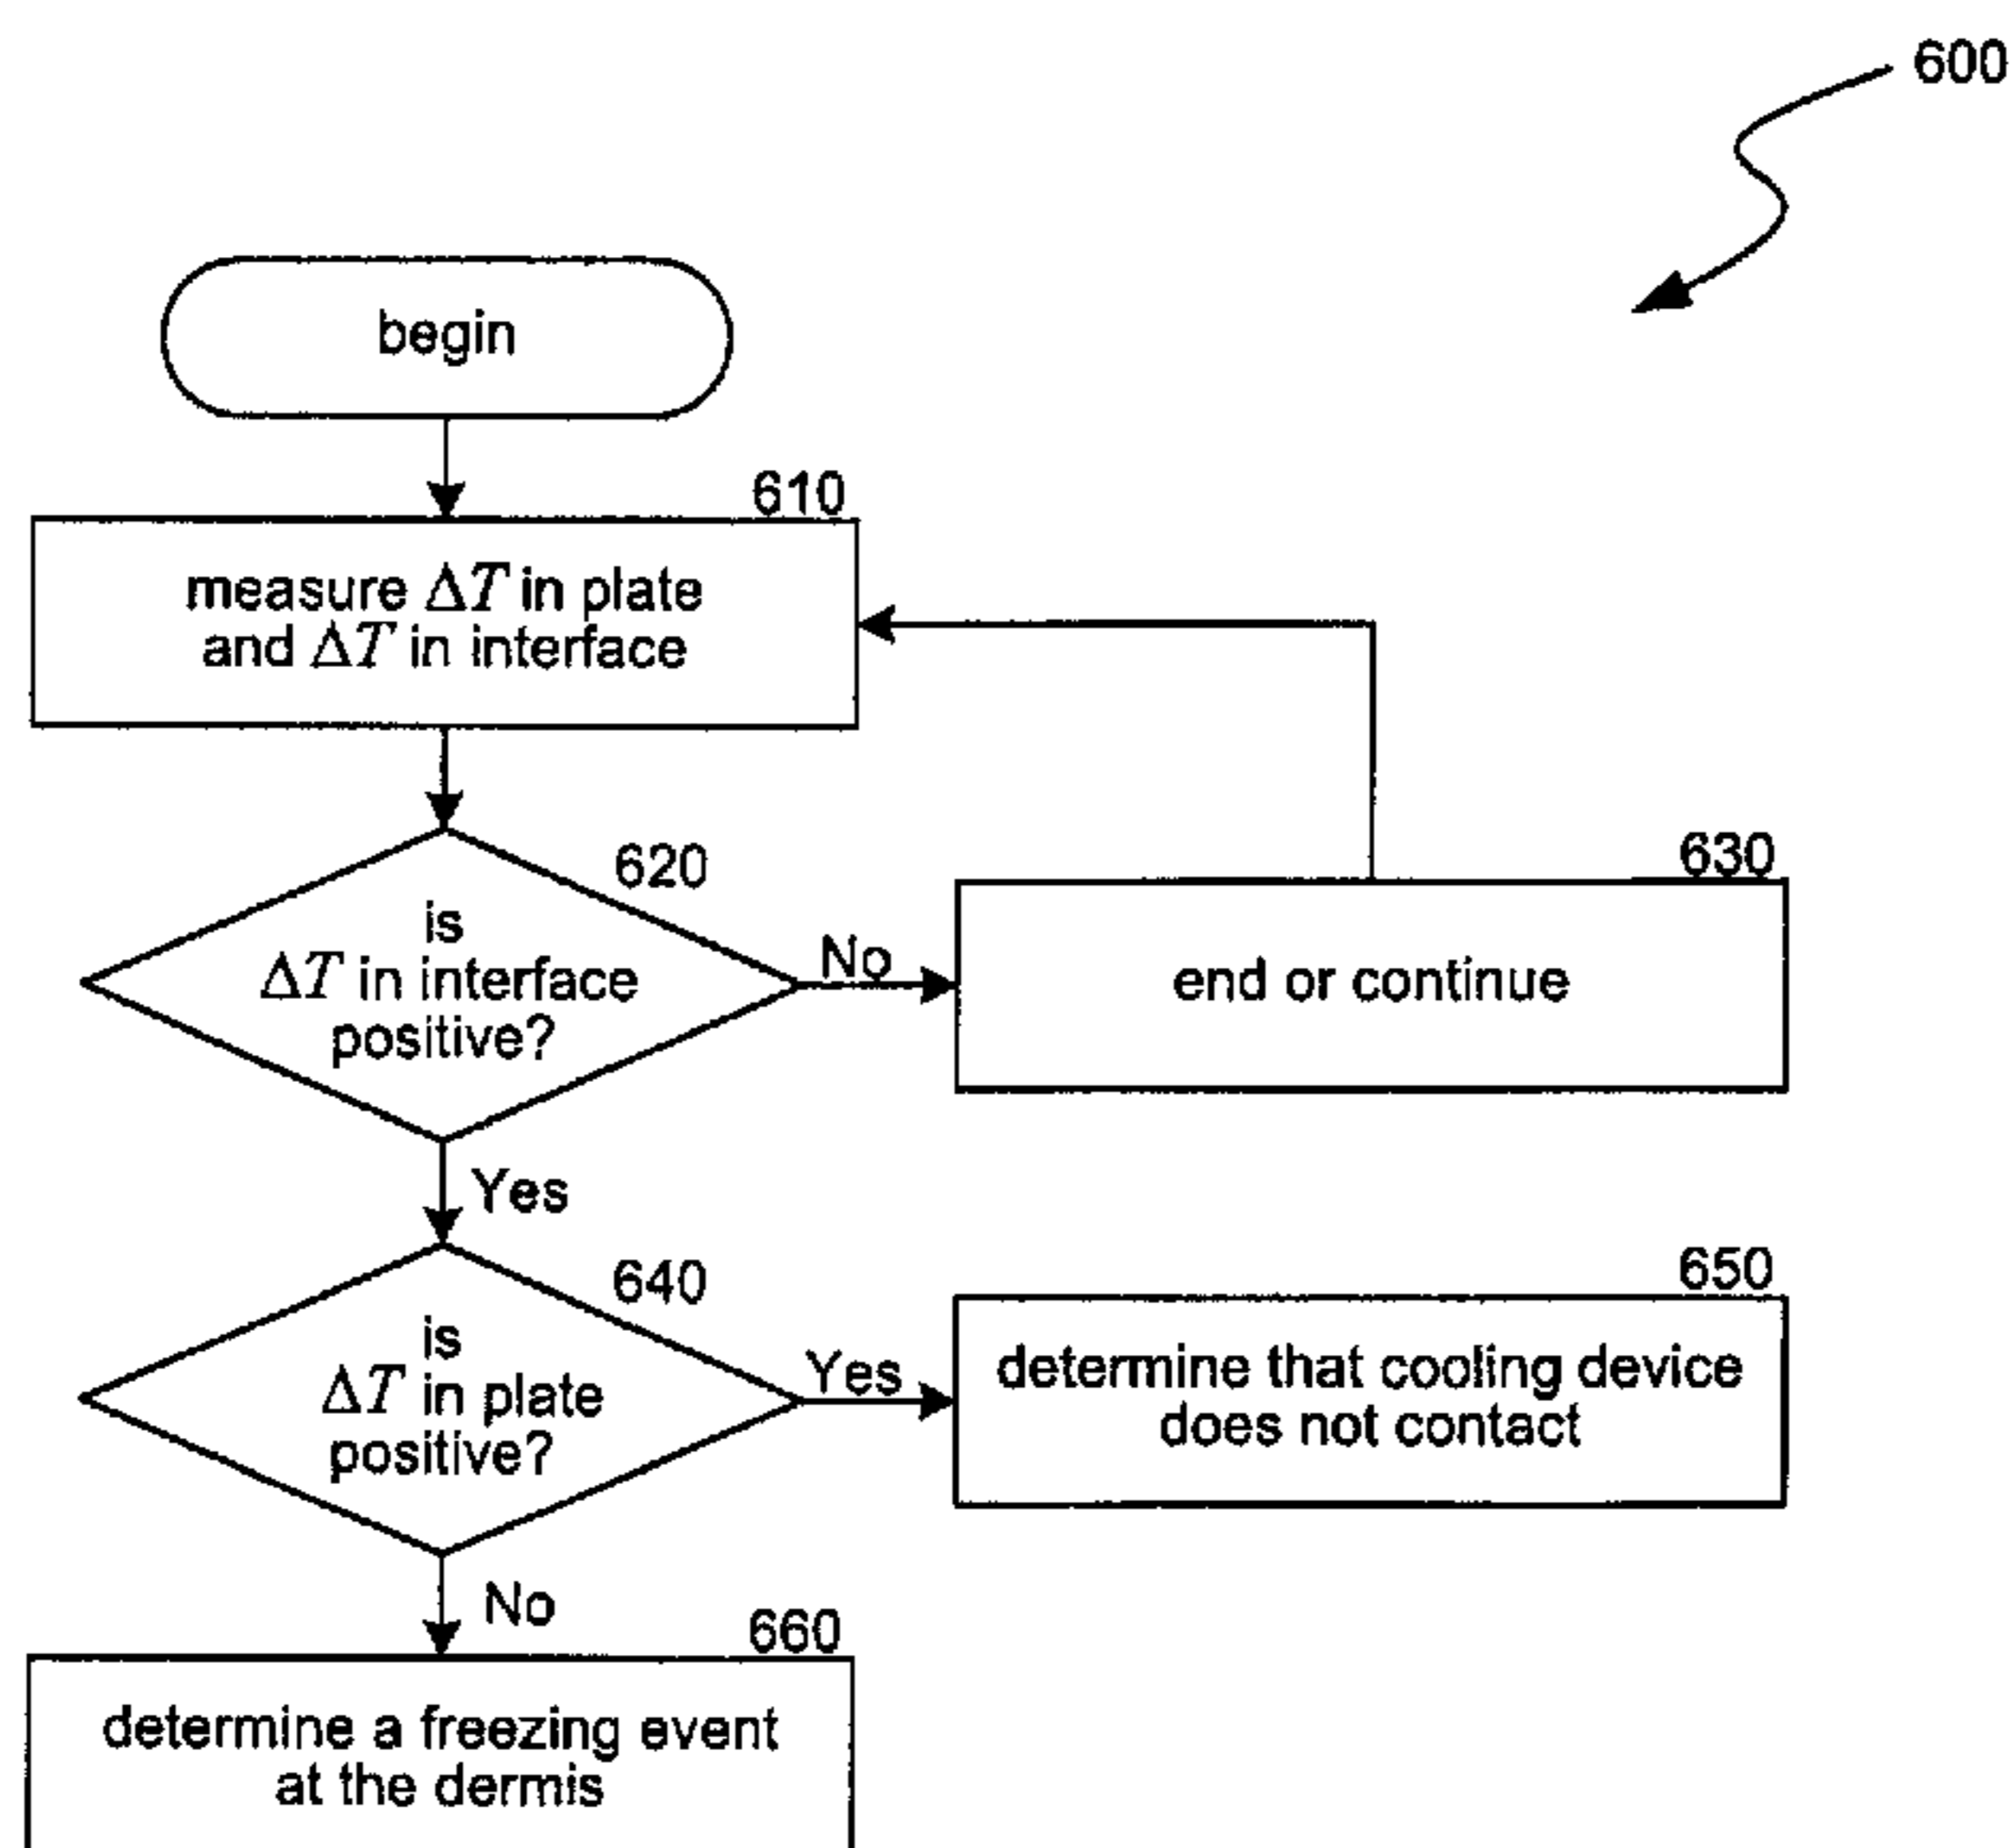 600
begin
610
measure ΔT in plate
and ΔT in interface
620
is
ΔT in interface
positive?
No
630
end or continue
Yes
640
is
ΔT in plate
positive?
Yes
650
determine that cooling device
does not contact
No
660
determine a freezing event
at the dermis